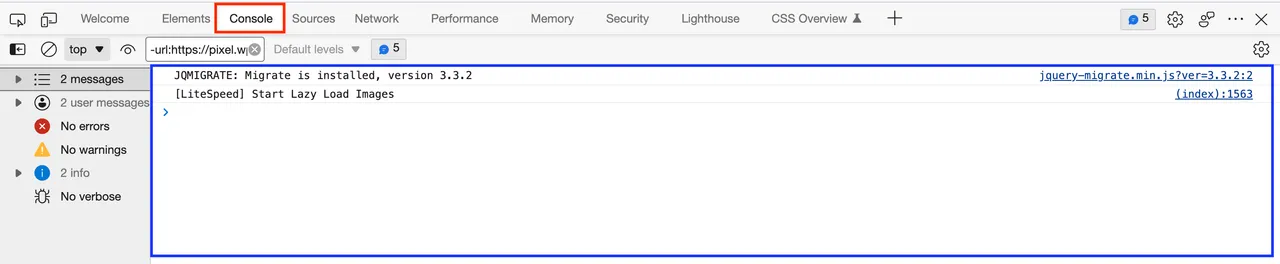 Welcome Elements Console Sources Network Performance Memory Security Lighthouse CSS Overview 5
top -url:https://pixel.w Default levels 5
2 messages
2 user messages
No errors
No warnings
2 info
No verbose
JQMIGRATE: Migrate is installed, version 3.3.2 jquery-migrate.min.js?ver=3.3.2:2
[LiteSpeed] Start Lazy Load Images (index):1563